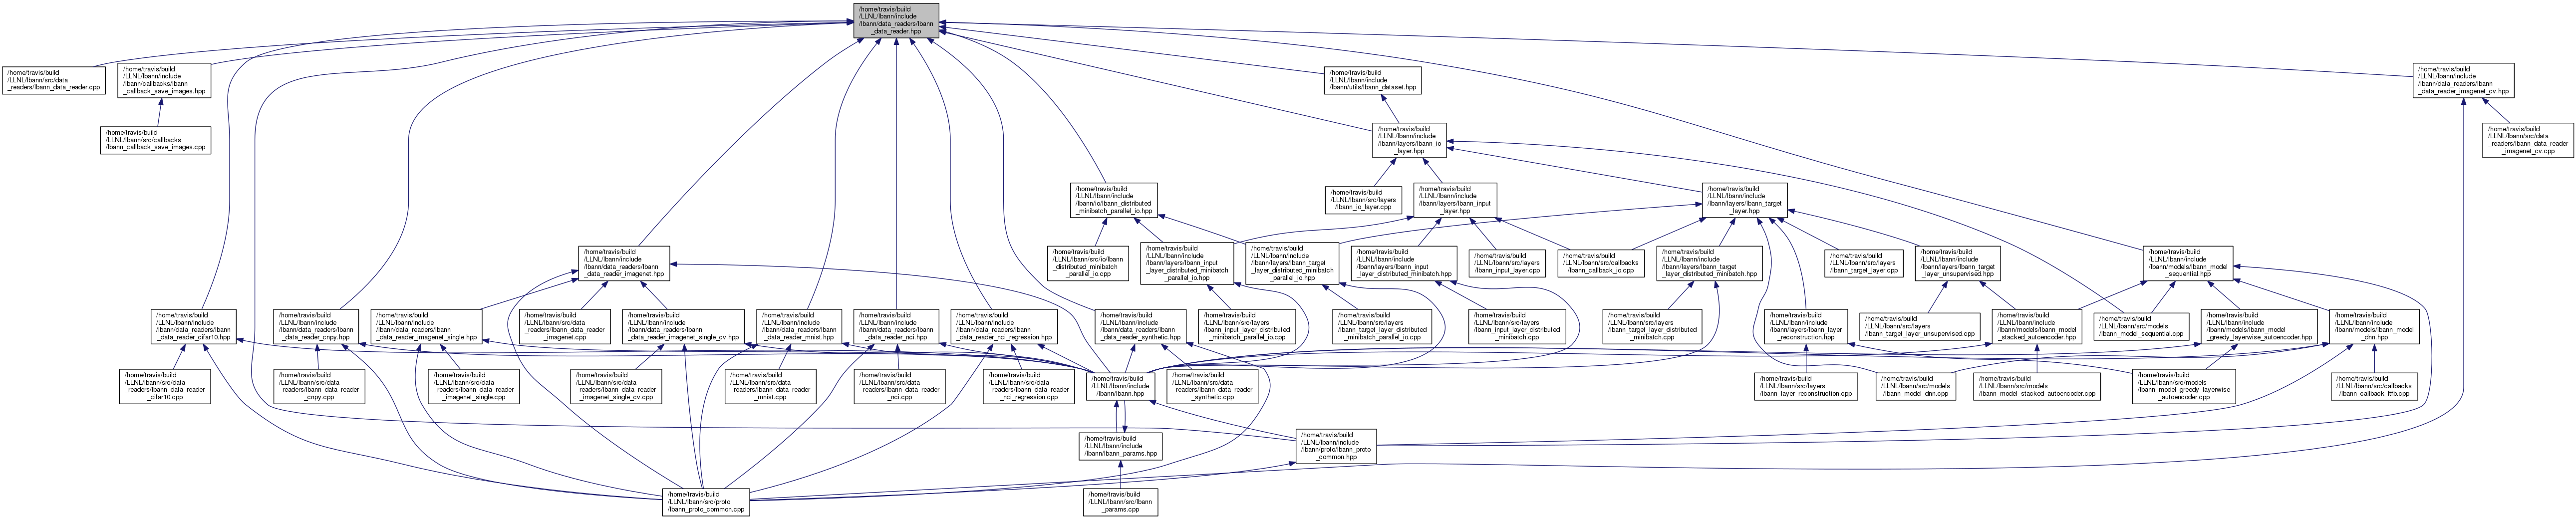 /home/travis/build
/LLNL/lbann/include
/lbann/data_readers/lbann
_data_reader.hpp
/home/travis/build
/LLNL/lbann/src/data
_readers/lbann_data_reader.cpp
/home/travis/build
/LLNL/lbann/include
/lbann/callbacks/lbann
_callback_save_images.hpp
/home/travis/build
/LLNL/lbann/include
/lbann/utils/lbann_dataset.hpp
/home/travis/build
/LLNL/lbann/include
/lbann/data_readers/lbann
_data_reader_imagenet_cv.hpp
/home/travis/build
/LLNL/lbann/src/callbacks
/lbann_callback_save_images.cpp
/home/travis/build
/LLNL/lbann/include
/lbann/layers/lbann_io
_layer.hpp
/home/travis/build
/LLNL/lbann/src/data
_readers/lbann_data_reader
_imagenet_cv.cpp
/home/travis/build
/LLNL/lbann/include
/lbann/io/lbann_distributed
_minibatch_parallel_io.hpp
/home/travis/build
/LLNL/lbann/src/layers
/lbann_io_layer.cpp
/home/travis/build
/LLNL/lbann/include
/lbann/layers/lbann_input
_layer.hpp
/home/travis/build
/LLNL/lbann/include
/lbann/layers/lbann_target
_layer.hpp
/home/travis/build
/LLNL/lbann/include
/lbann/data_readers/lbann
_data_reader_imagenet.hpp
/home/travis/build
/LLNL/lbann/src/io/lbann
_distributed_minibatch
_parallel_io.cpp
/home/travis/build
/LLNL/lbann/include
/lbann/layers/lbann_input
_layer_distributed_minibatch
_parallel_io.hpp
/home/travis/build
/LLNL/lbann/include
/lbann/layers/lbann_target
_layer_distributed_minibatch
_parallel_io.hpp
/home/travis/build
/LLNL/lbann/include
/lbann/layers/lbann_input
_layer_distributed_minibatch.hpp
/home/travis/build
/LLNL/lbann/src/layers
/lbann_input_layer.cpp
/home/travis/build
/LLNL/lbann/src/callbacks
/lbann_callback_io.cpp
/home/travis/build
/LLNL/lbann/include
/lbann/layers/lbann_target
_layer_distributed_minibatch.hpp
/home/travis/build
/LLNL/lbann/src/layers
/lbann_target_layer.cpp
/home/travis/build
/LLNL/lbann/include
/lbann/layers/lbann_target
_layer_unsupervised.hpp
/home/travis/build
/LLNL/lbann/include
/lbann/models/lbann_model
_sequential.hpp
/home/travis/build
/LLNL/lbann/include
/lbann/data_readers/lbann
_data_reader_cifar10.hpp
/home/travis/build
/LLNL/lbann/include
/lbann/data_readers/lbann
_data_reader_cnpy.hpp
/home/travis/build
/LLNL/lbann/include
/lbann/data_readers/lbann
_data_reader_imagenet_single.hpp
/home/travis/build
/LLNL/lbann/src/data
_readers/lbann_data_reader
_imagenet.cpp
/home/travis/build
/LLNL/lbann/include
/lbann/data_readers/lbann
_data_reader_imagenet_single_cv.hpp
/home/travis/build
/LLNL/lbann/include
/lbann/data_readers/lbann
_data_reader_mnist.hpp
/home/travis/build
/LLNL/lbann/include
/lbann/data_readers/lbann
_data_reader_nci.hpp
/home/travis/build
/LLNL/lbann/include
/lbann/data_readers/lbann
_data_reader_nci_regression.hpp
/home/travis/build
/LLNL/lbann/include
/lbann/data_readers/lbann
_data_reader_synthetic.hpp
/home/travis/build
/LLNL/lbann/src/layers
/lbann_input_layer_distributed
_minibatch_parallel_io.cpp
/home/travis/build
/LLNL/lbann/src/layers
/lbann_target_layer_distributed
_minibatch_parallel_io.cpp
/home/travis/build
/LLNL/lbann/src/layers
/lbann_input_layer_distributed
_minibatch.cpp
/home/travis/build
/LLNL/lbann/src/layers
/lbann_target_layer_distributed
_minibatch.cpp
/home/travis/build
/LLNL/lbann/include
/lbann/layers/lbann_layer
_reconstruction.hpp
/home/travis/build
/LLNL/lbann/src/layers
/lbann_target_layer_unsupervised.cpp
/home/travis/build
/LLNL/lbann/include
/lbann/models/lbann_model
_stacked_autoencoder.hpp
/home/travis/build
/LLNL/lbann/src/models
/lbann_model_sequential.cpp
/home/travis/build
/LLNL/lbann/include
/lbann/models/lbann_model
_greedy_layerwise_autoencoder.hpp
/home/travis/build
/LLNL/lbann/include
/lbann/models/lbann_model
_dnn.hpp
/home/travis/build
/LLNL/lbann/src/data
_readers/lbann_data_reader
_cifar10.cpp
/home/travis/build
/LLNL/lbann/src/data
_readers/lbann_data_reader
_cnpy.cpp
/home/travis/build
/LLNL/lbann/src/data
_readers/lbann_data_reader
_imagenet_single.cpp
/home/travis/build
/LLNL/lbann/src/data
_readers/lbann_data_reader
_imagenet_single_cv.cpp
/home/travis/build
/LLNL/lbann/src/data
_readers/lbann_data_reader
_mnist.cpp
/home/travis/build
/LLNL/lbann/src/data
_readers/lbann_data_reader
_nci.cpp
/home/travis/build
/LLNL/lbann/src/data
_readers/lbann_data_reader
_nci_regression.cpp
/home/travis/build
/LLNL/lbann/include
/lbann/lbann.hpp
/home/travis/build
/LLNL/lbann/src/data
_readers/lbann_data_reader
_synthetic.cpp
/home/travis/build
/LLNL/lbann/src/layers
/lbann_layer_reconstruction.cpp
/home/travis/build
/LLNL/lbann/src/models
/lbann_model_dnn.cpp
/home/travis/build
/LLNL/lbann/src/models
/lbann_model_stacked_autoencoder.cpp
/home/travis/build
/LLNL/lbann/src/models
/lbann_model_greedy_layerwise
_autoencoder.cpp
/home/travis/build
/LLNL/lbann/src/callbacks
/lbann_callback_hfb.cpp
/home/travis/build
/LLNL/lbann/include
/lbann/lbann_params.hpp
/home/travis/build
/LLNL/lbann/include
/lbann/proto/lbann_proto
_common.hpp
/home/travis/build
/LLNL/lbann/src/proto
/lbann_proto_common.cpp
/home/travis/build
/LLNL/lbann/src/lbann
_params.cpp